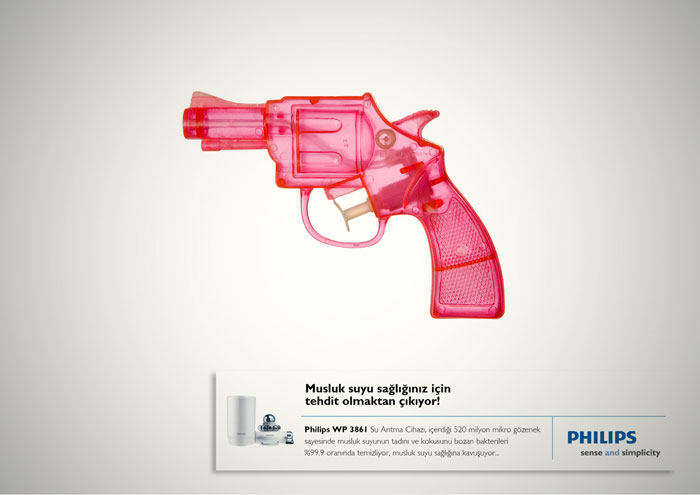 Musluk suyu sağlığınız için
tehdit olmaktan çıkıyor!
Philips WP 3861 Su Arıtma Cihazı, içerdiği 520 milyon mikro gözenek
sayesinde musluk suyunun tadını ve kokusunu bozan bakterileri
%99.9 oranında temizliyor, musluk suyu sağlığına kavuşuyor...
PHILIPS
sense and simplicity